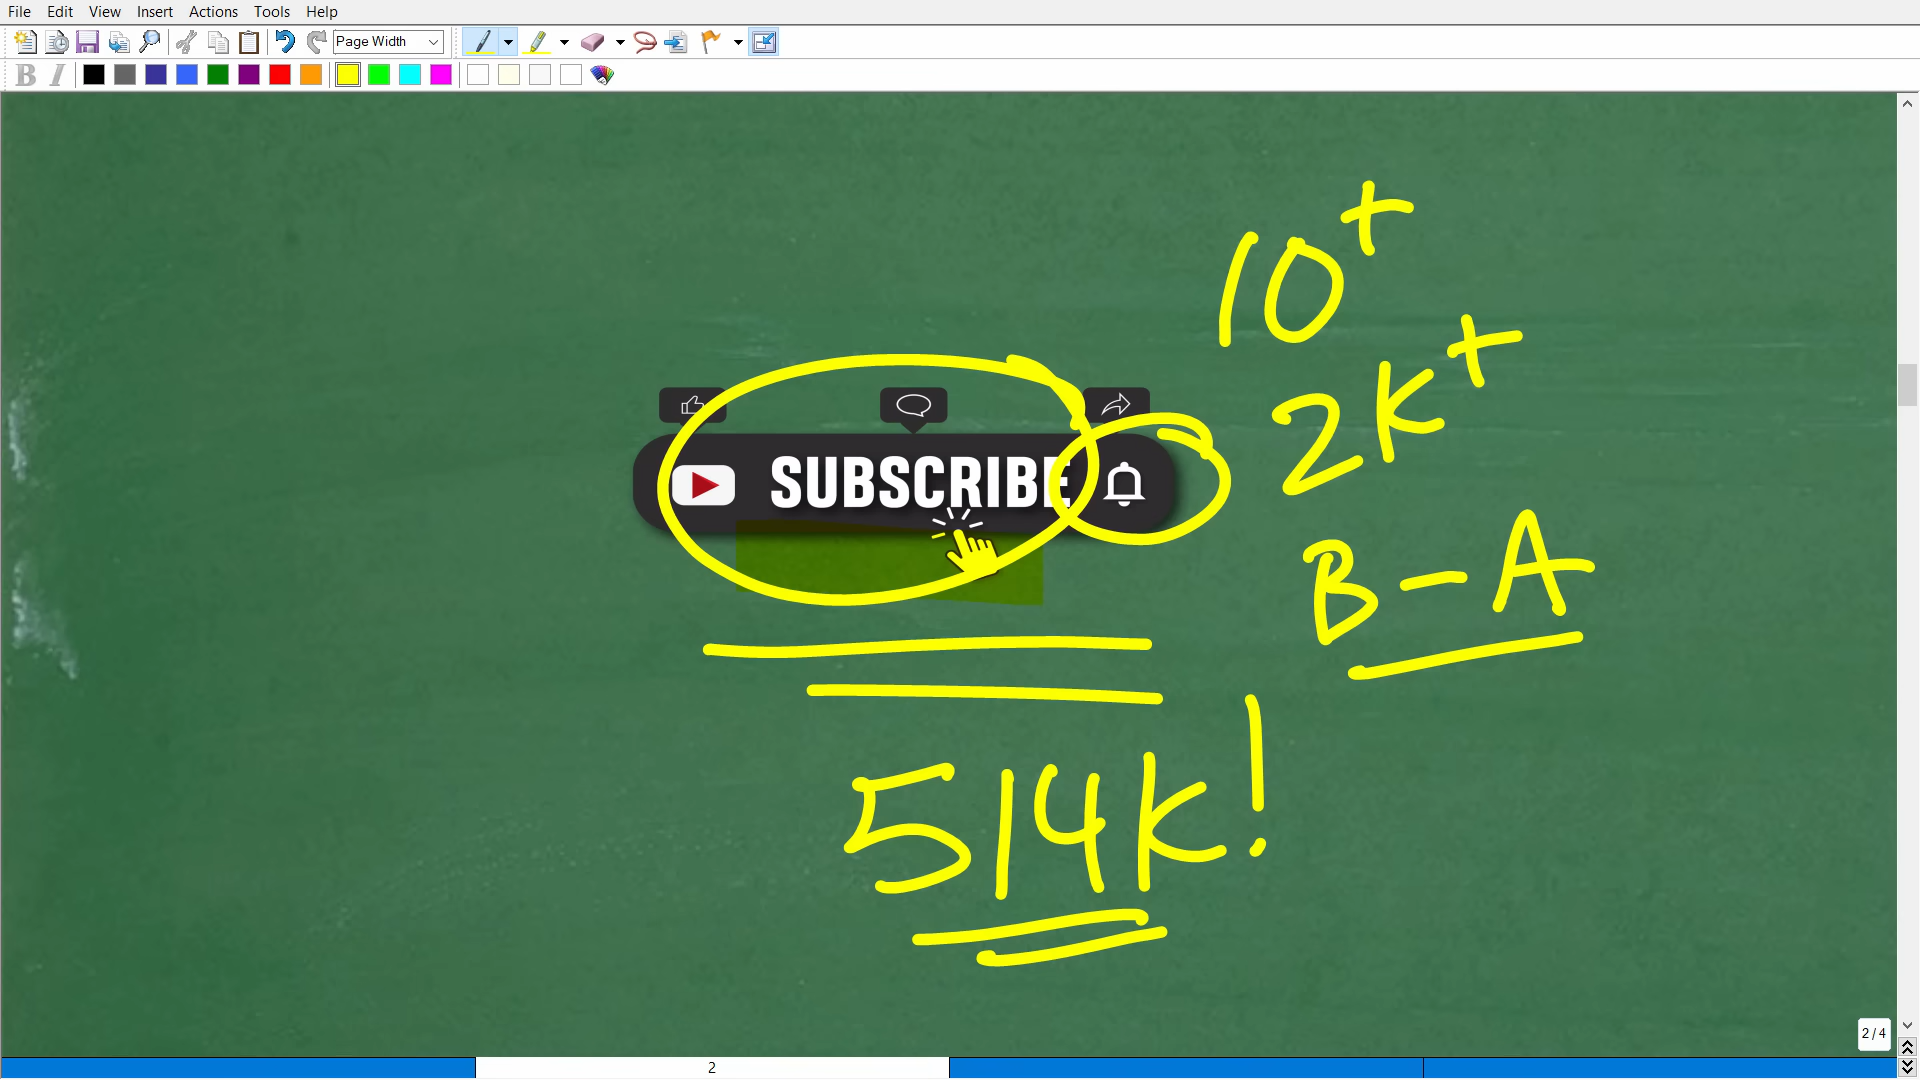 File Edit View Insert Actions Tools Help
Page Width
B I
10+
2K+
SUBSCRIBE
B-A
514K!
2 / 4
2